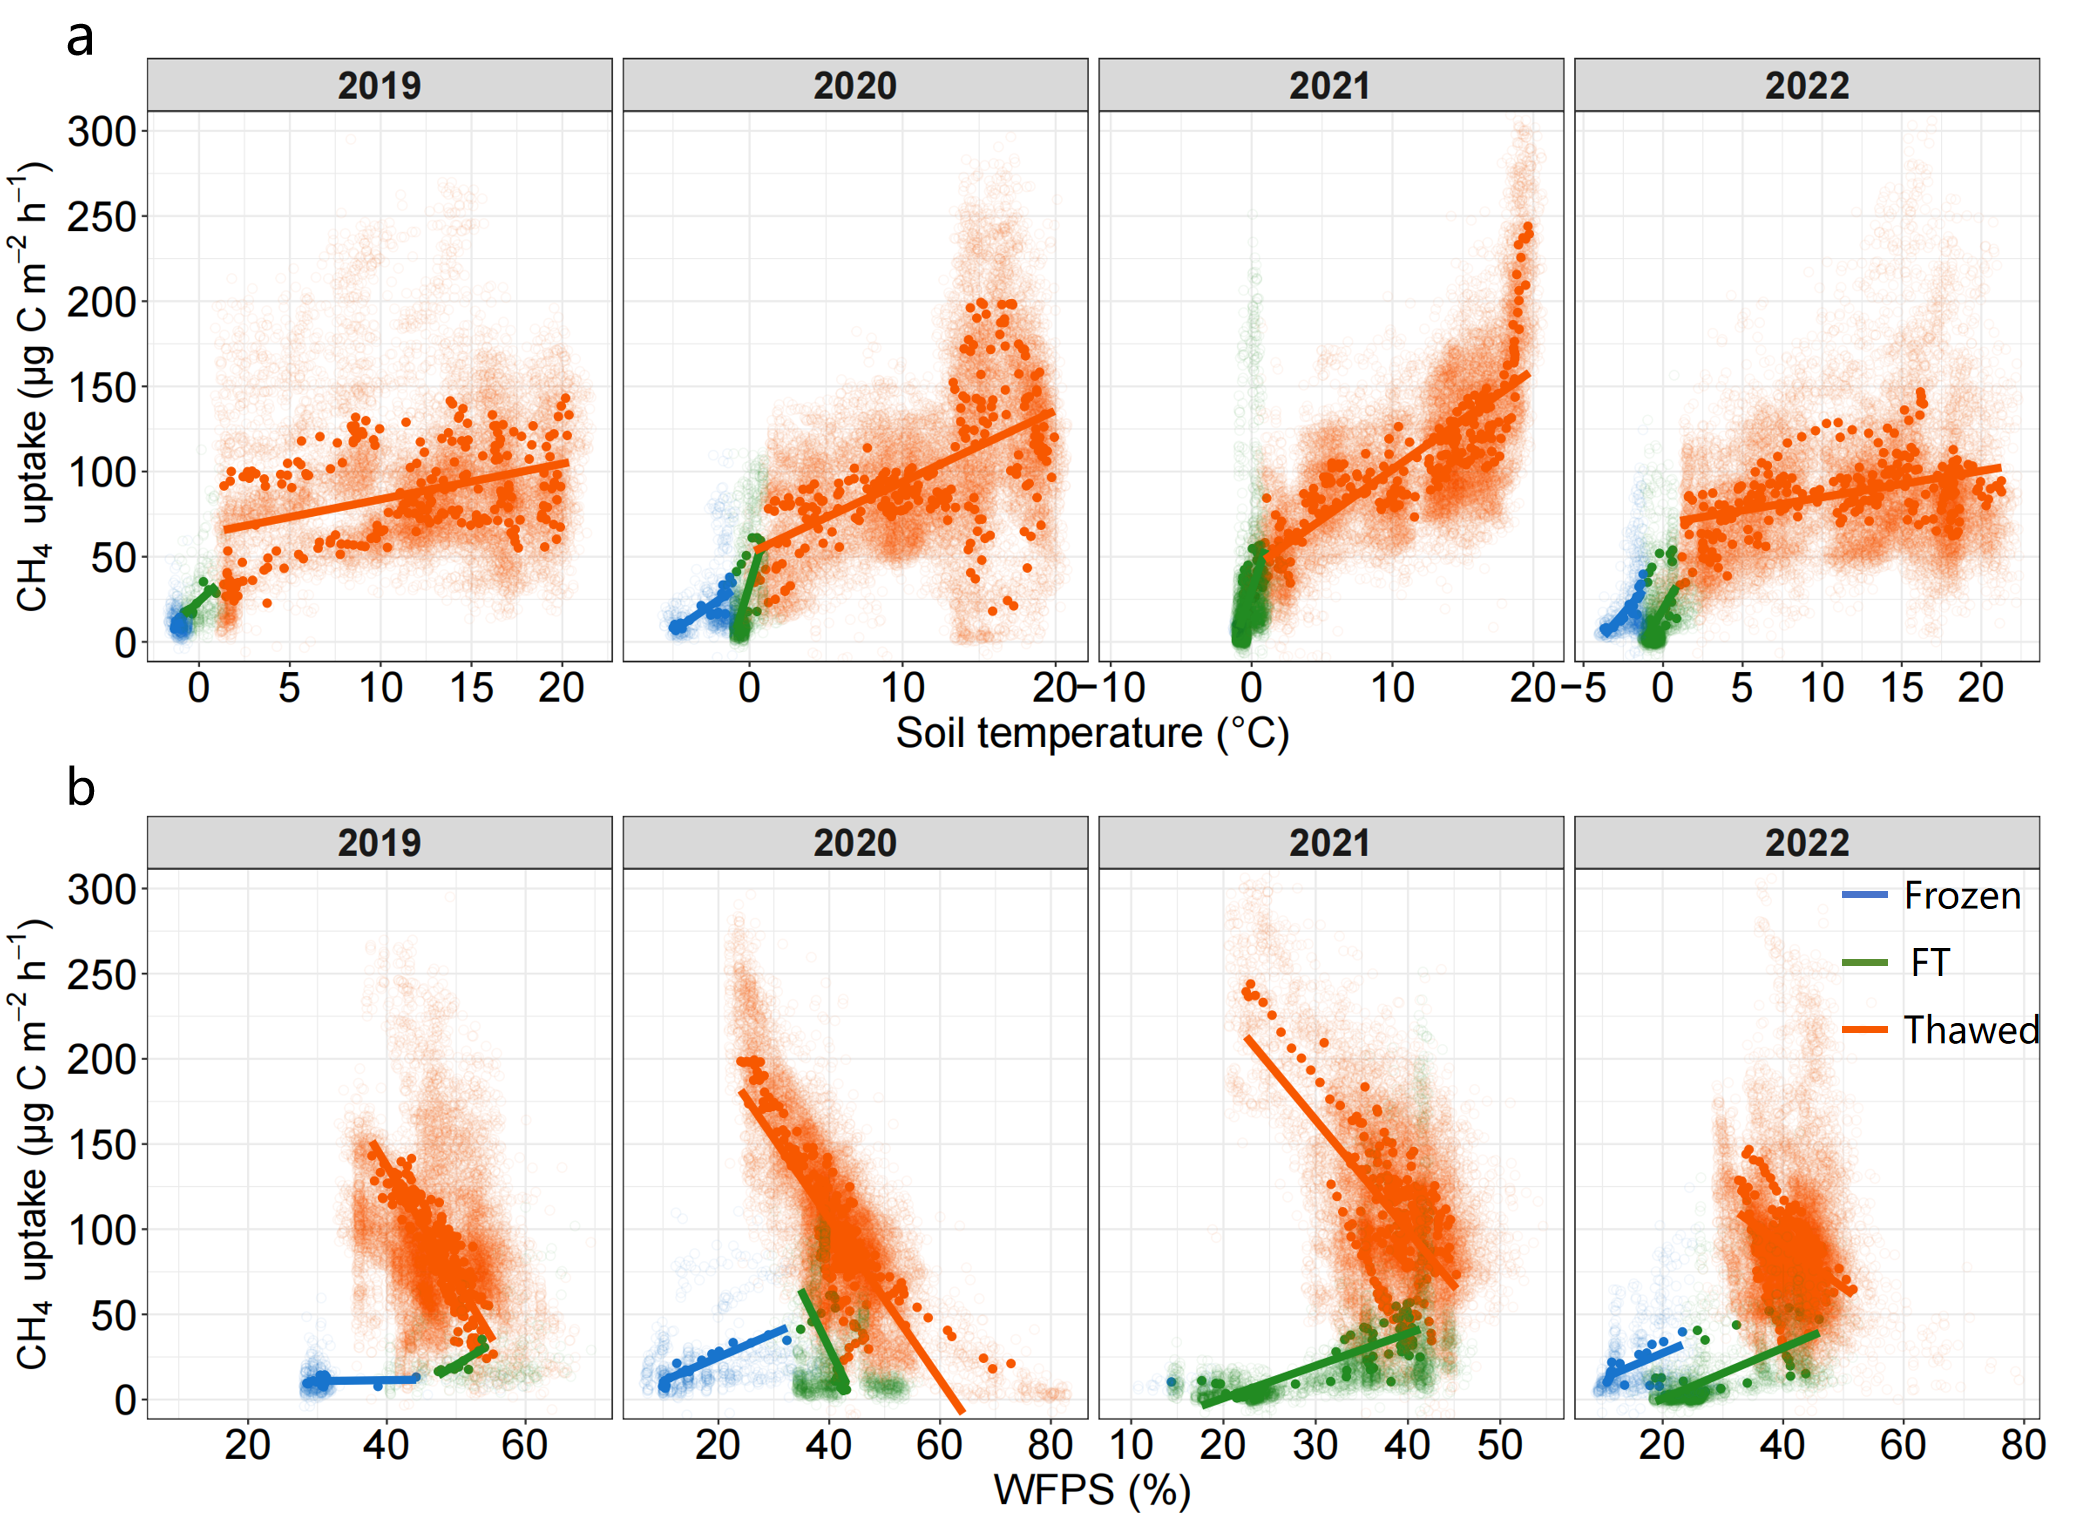 a
2019 2020 2021 2022
CH₄ uptake (µg C m⁻² h⁻¹)
300
250
200
150
100
50
0
0 5 10 15 20 0 10 20 −10 0 10 20 −5 0 5 10 15 20
Soil temperature (°C)
b
2019 2020 2021 2022
CH₄ uptake (µg C m⁻² h⁻¹)
300
250
200
150
100
50
0
Frozen
FT
Thawed
20 40 60 20 40 60 80 10 20 30 40 50 20 40 60 80
WFPS (%)